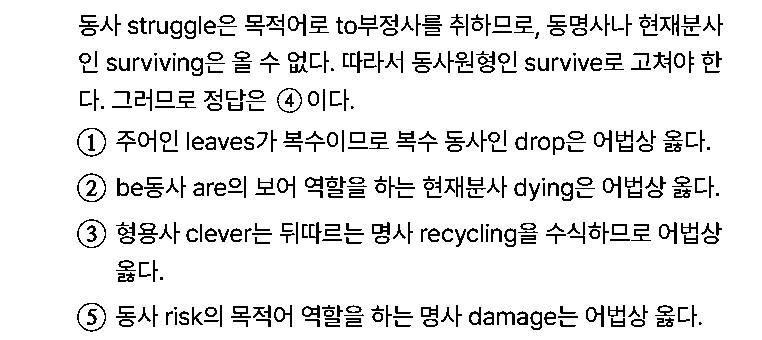 동사 struggle은 목적어로 to부정사를 취하므로, 동명사나 현재분사
인 surviving은 올 수 없다. 따라서 동사원형인 survive로 고쳐야 한
다. 그러므로 정답은 ④이다.
① 주어인 leaves가 복수이므로 복수 동사인 drop은 어법상 옳다.
② be동사 are의 보어 역할을 하는 현재분사 dying은 어법상 옳다.
③ 형용사 clever는 뒤따르는 명사 recycling을 수식하므로 어법상
옳다.
⑤ 동사 risk의 목적어 역할을 하는 명사 damage는 어법상 옳다.